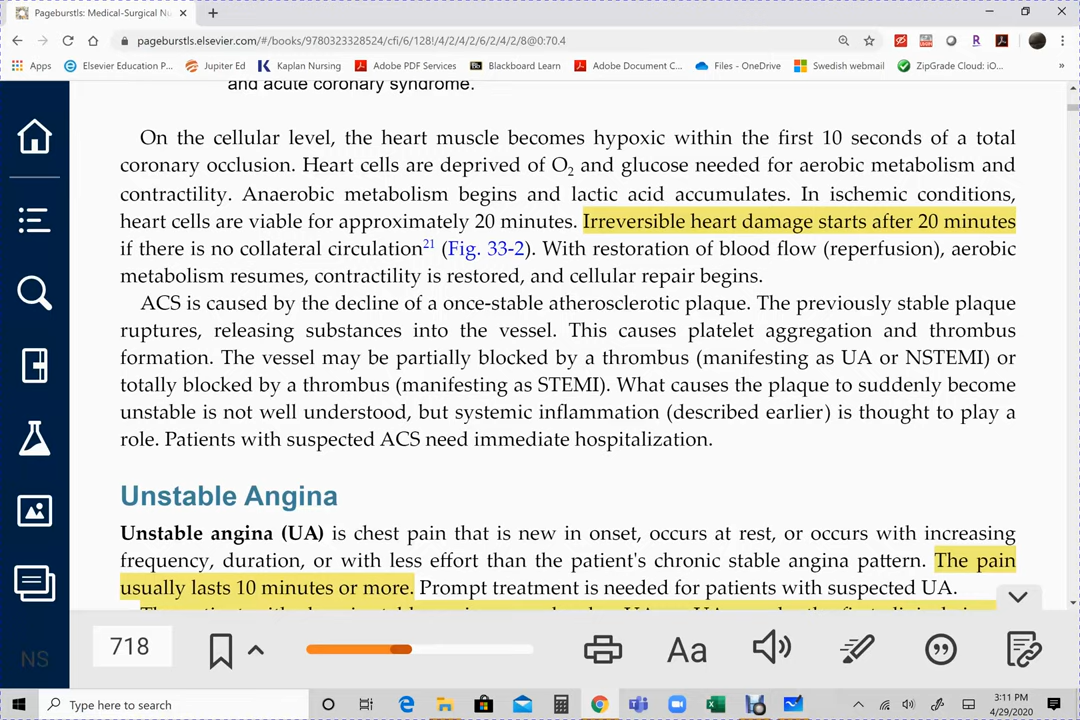 Pageburstls: Medical-Surgical Nu
pageburstls.elsevier.com/#/books/9780323328524/cfi/6/128!/4/2/4/2/6/2/4/2/8@0:70.4
Apps Elsevier Education P... Jupiter Ed Kaplan Nursing Adobe PDF Services Bb Blackboard Learn Adobe Document C... Files - OneDrive Swedish webmail ZipGrade Cloud: iO... »
and acute coronary syndrome.
On the cellular level, the heart muscle becomes hypoxic within the first 10 seconds of a total
coronary occlusion. Heart cells are deprived of O₂ and glucose needed for aerobic metabolism and
contractility. Anaerobic metabolism begins and lactic acid accumulates. In ischemic conditions,
heart cells are viable for approximately 20 minutes. Irreversible heart damage starts after 20 minutes
if there is no collateral circulation²¹ (Fig. 33-2). With restoration of blood flow (reperfusion), aerobic
metabolism resumes, contractility is restored, and cellular repair begins.
ACS is caused by the decline of a once-stable atherosclerotic plaque. The previously stable plaque
ruptures, releasing substances into the vessel. This causes platelet aggregation and thrombus
formation. The vessel may be partially blocked by a thrombus (manifesting as UA or NSTEMI) or
totally blocked by a thrombus (manifesting as STEMI). What causes the plaque to suddenly become
unstable is not well understood, but systemic inflammation (described earlier) is thought to play a
role. Patients with suspected ACS need immediate hospitalization.
Unstable Angina
Unstable angina (UA) is chest pain that is new in onset, occurs at rest, or occurs with increasing
frequency, duration, or with less effort than the patient's chronic stable angina pattern. The pain
usually lasts 10 minutes or more. Prompt treatment is needed for patients with suspected UA.
718
Aa
NS
Type here to search
3:11 PM
4/29/2020